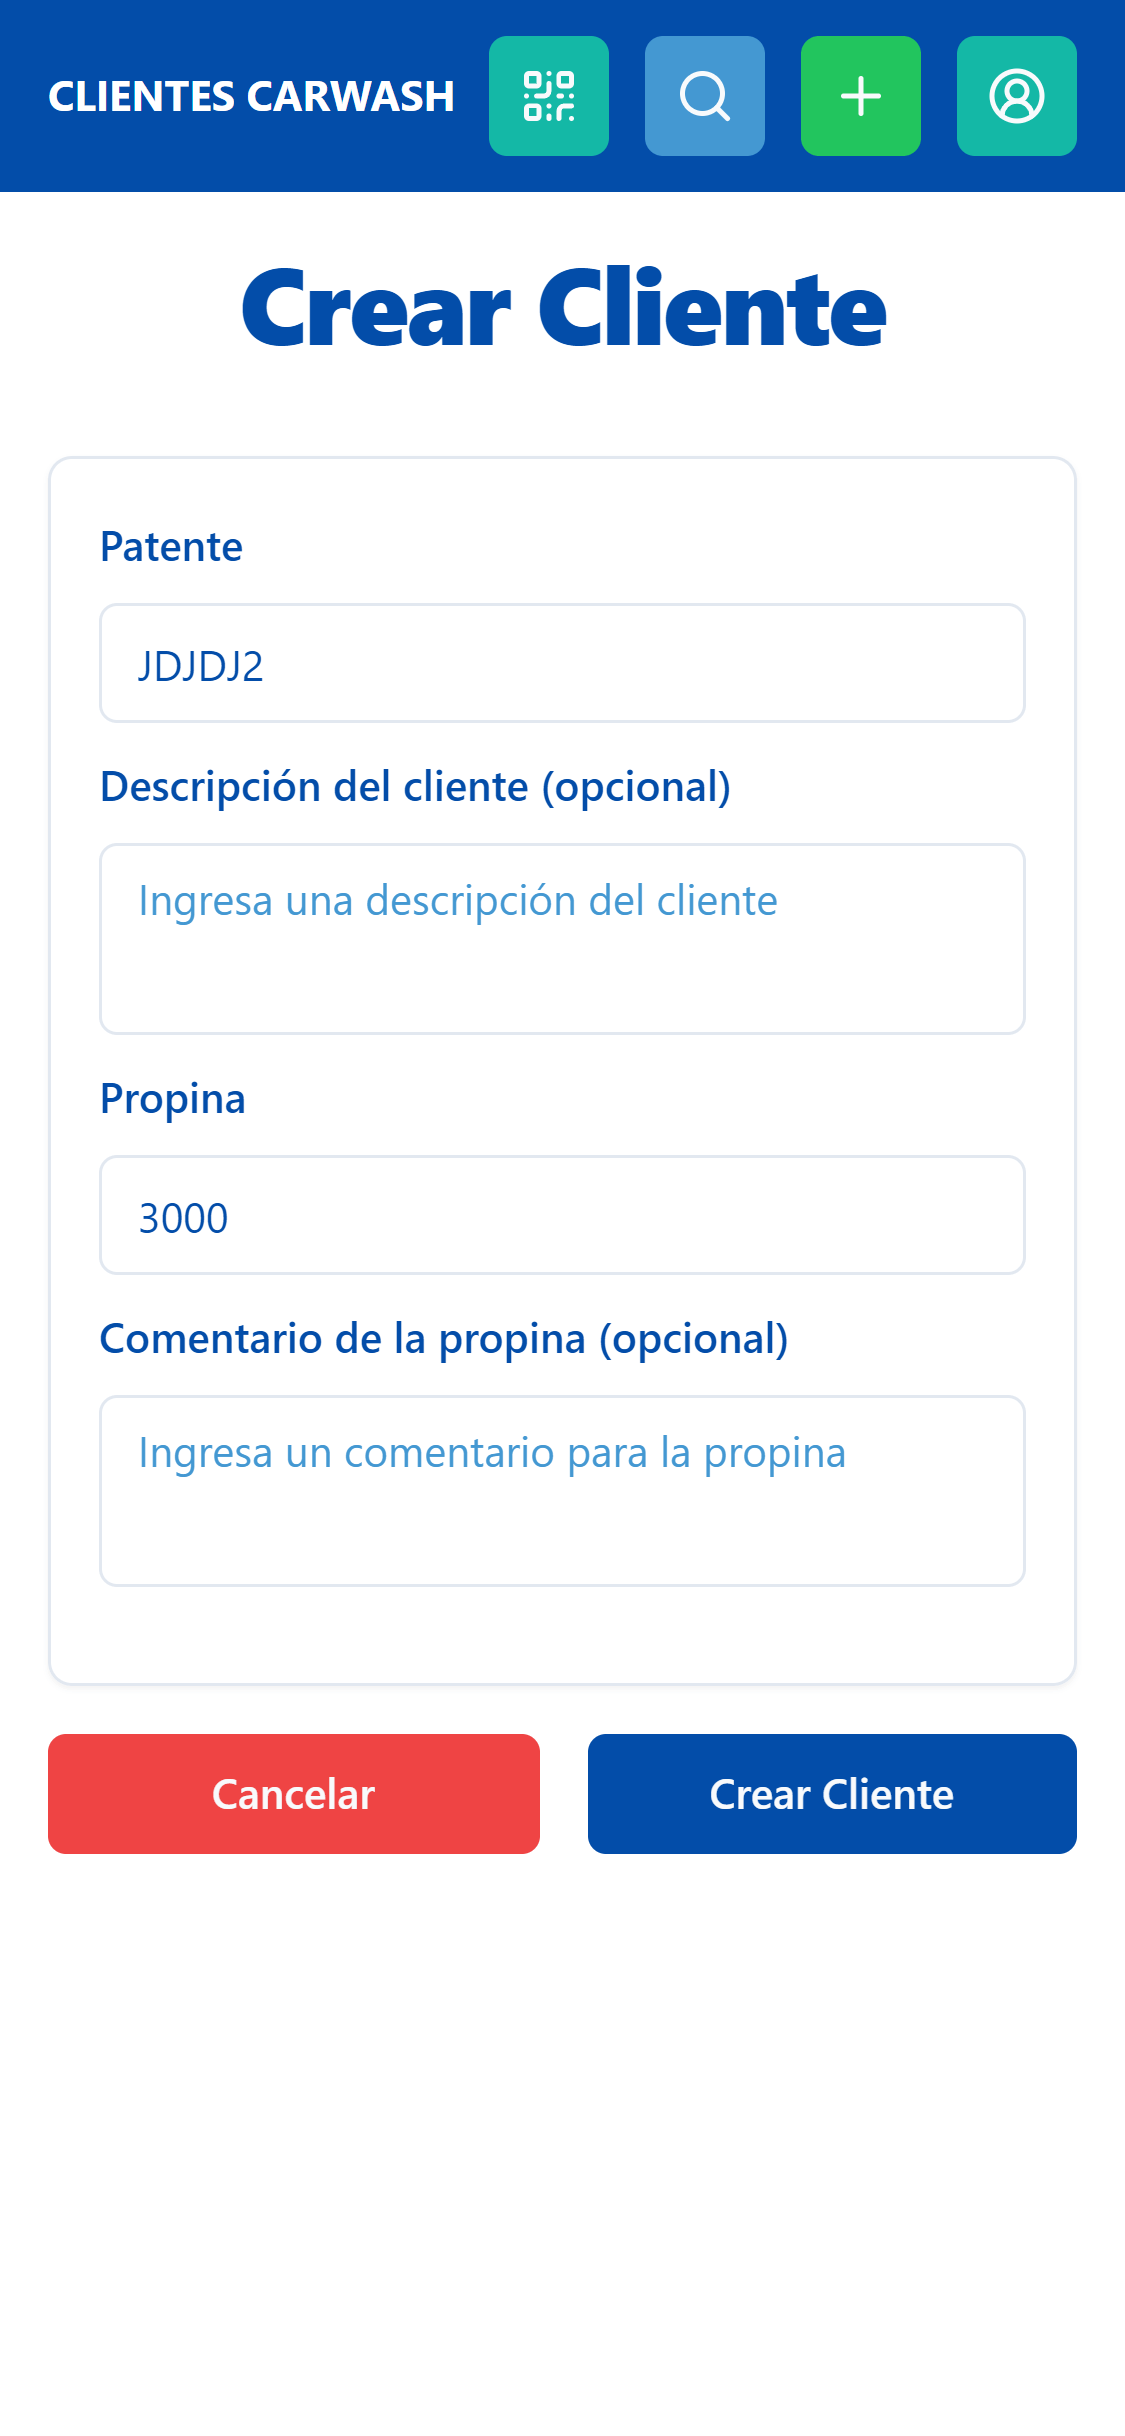 CLIENTES CARWASH
Crear Cliente
Patente
JDJDJ2
Descripción del cliente (opcional)
Ingresa una descripción del cliente
Propina
3000
Comentario de la propina (opcional)
Ingresa un comentario para la propina
Cancelar
Crear Cliente